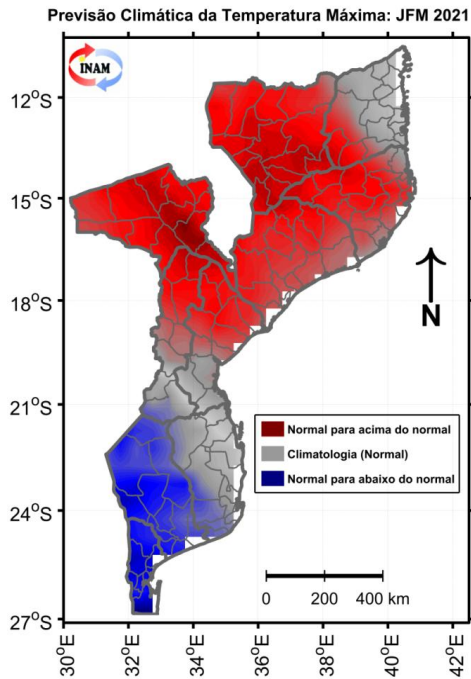 Previsão Climática da Temperatura Máxima: JFM 2021
INAM
12°S
15°S
18°S
21°S
24°S
27°S
N
Normal para acima do normal
Climatologia (Normal)
Normal para abaixo do normal
0 200 400 km
30°E 32°E 34°E 36°E 38°E 40°E 42°E